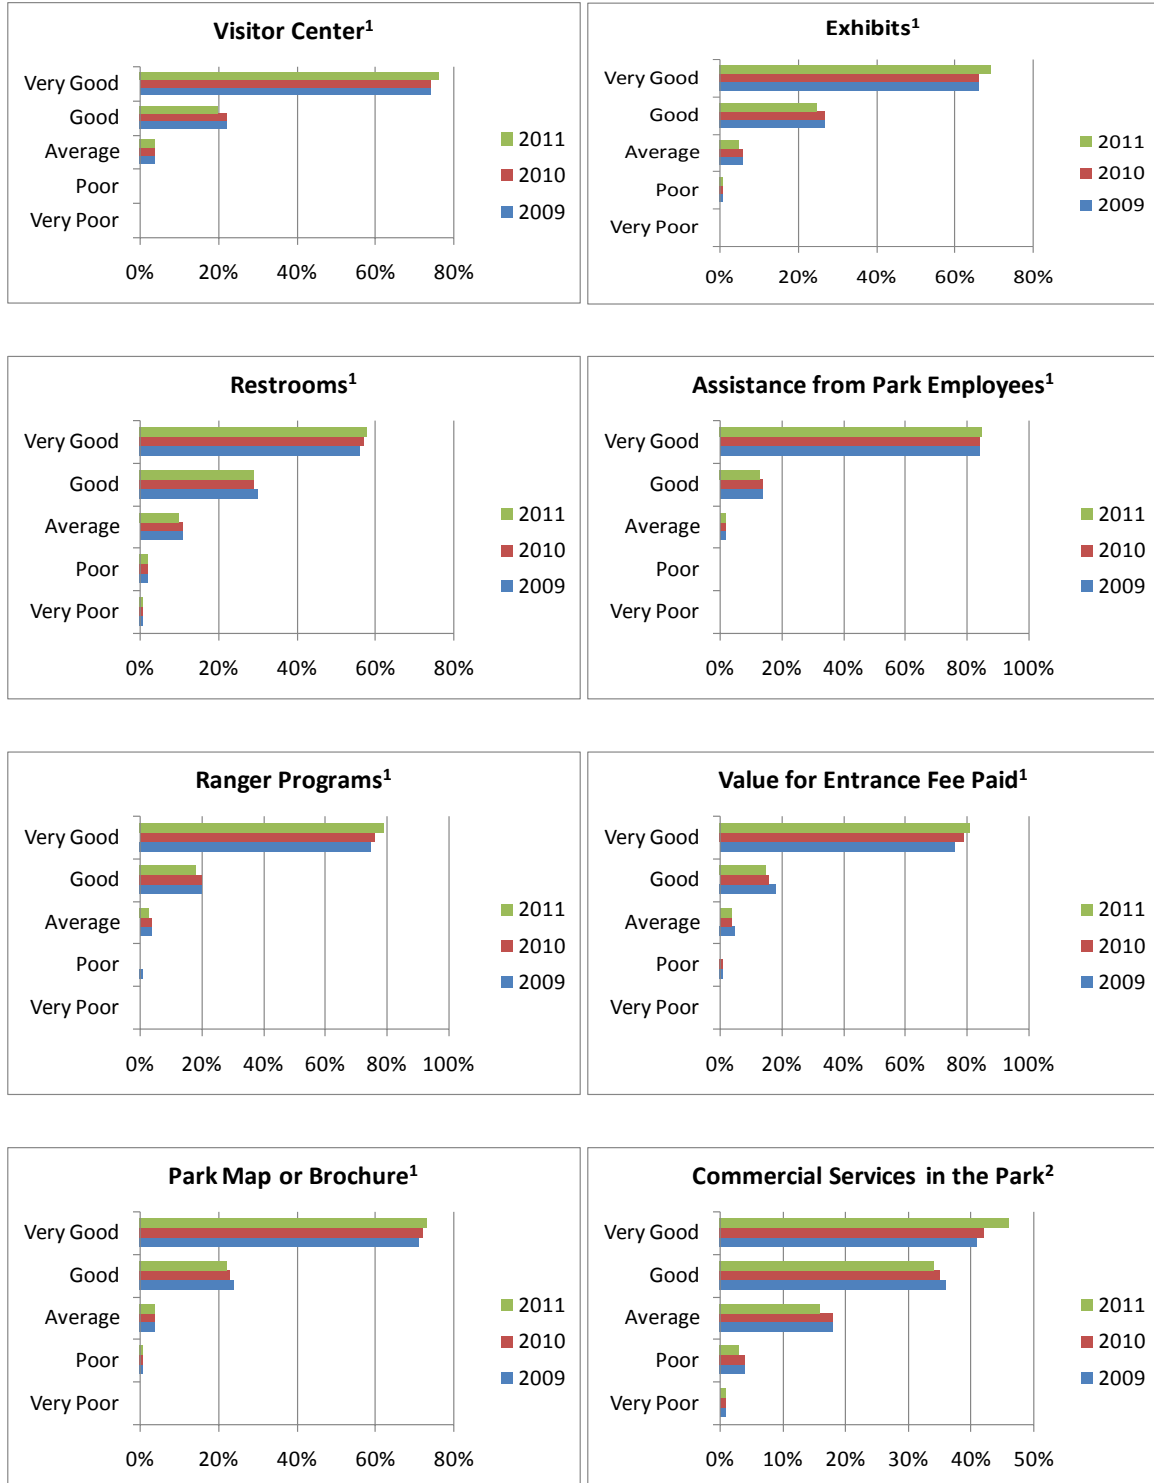 Visitor Center¹
Very Good
Good
Average
Poor
Very Poor
2011
2010
2009
0% 20% 40% 60% 80%
Exhibits¹
Very Good
Good
Average
Poor
Very Poor
2011
2010
2009
0% 20% 40% 60% 80%
Restrooms¹
Very Good
Good
Average
Poor
Very Poor
2011
2010
2009
0% 20% 40% 60% 80%
Assistance from Park Employees¹
Very Good
Good
Average
Poor
Very Poor
2011
2010
2009
0% 20% 40% 60% 80% 100%
Ranger Programs¹
Very Good
Good
Average
Poor
Very Poor
2011
2010
2009
0% 20% 40% 60% 80% 100%
Value for Entrance Fee Paid¹
Very Good
Good
Average
Poor
Very Poor
2011
2010
2009
0% 20% 40% 60% 80% 100%
Park Map or Brochure¹
Very Good
Good
Average
Poor
Very Poor
2011
2010
2009
0% 20% 40% 60% 80%
Commercial Services in the Park²
Very Good
Good
Average
Poor
Very Poor
2011
2010
2009
0% 10% 20% 30% 40% 50%